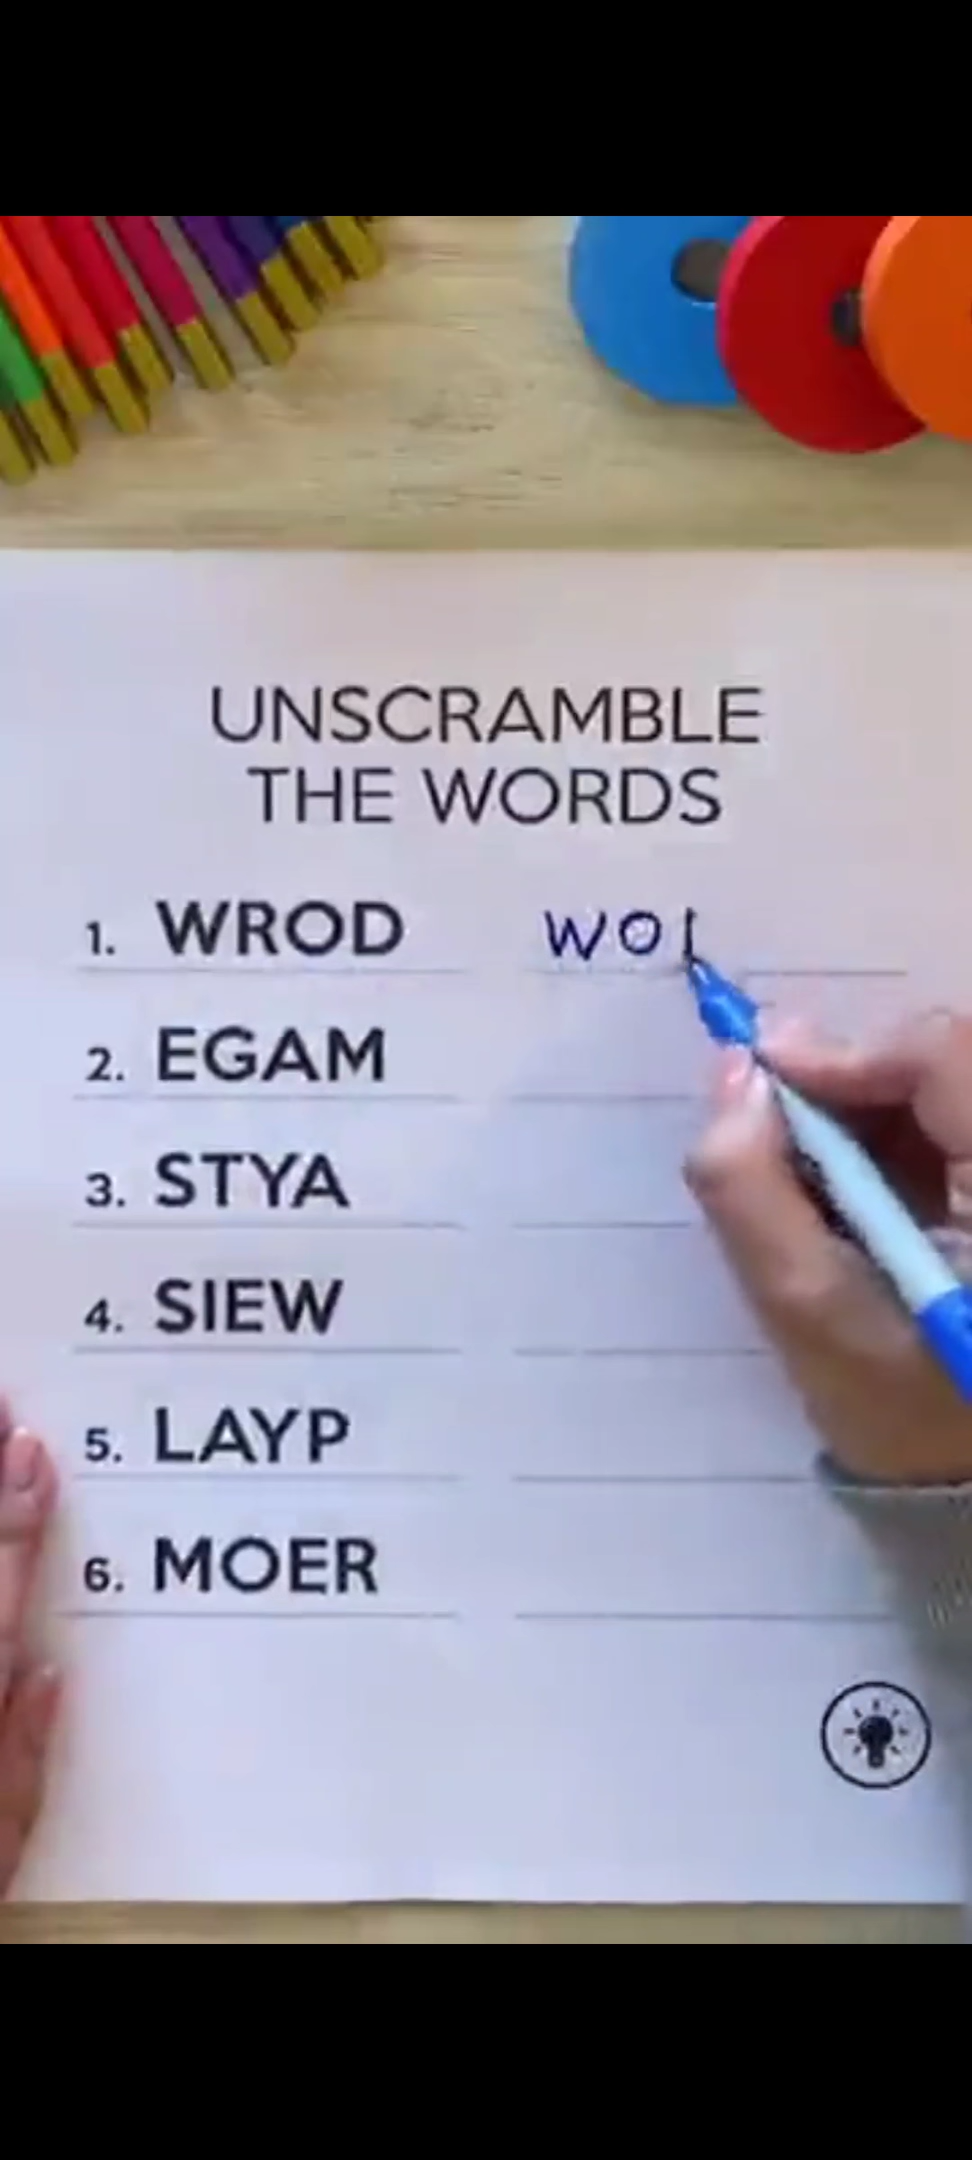 UNSCRAMBLE
THE WORDS
1. WROD WO
2. EGAM
3. STYA
4. SIEW
5. LAYP
6. MOER